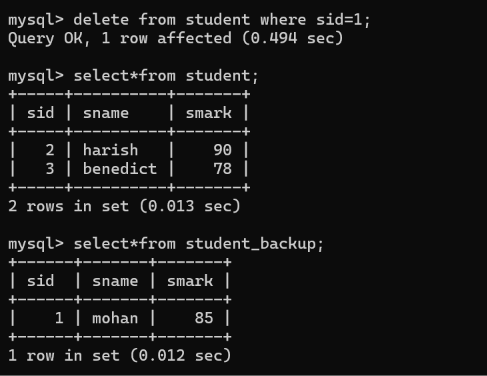 mysql> delete from student where sid=1;
Query OK, 1 row affected (0.494 sec)

mysql> select*from student;
+-----+----------+-------+
| sid | sname    | smark |
+-----+----------+-------+
|   2 | harish   |    90 |
|   3 | benedict |    78 |
+-----+----------+-------+
2 rows in set (0.013 sec)

mysql> select*from student_backup;
+------+-------+-------+
| sid  | sname | smark |
+------+-------+-------+
|    1 | mohan |    85 |
+------+-------+-------+
1 row in set (0.012 sec)